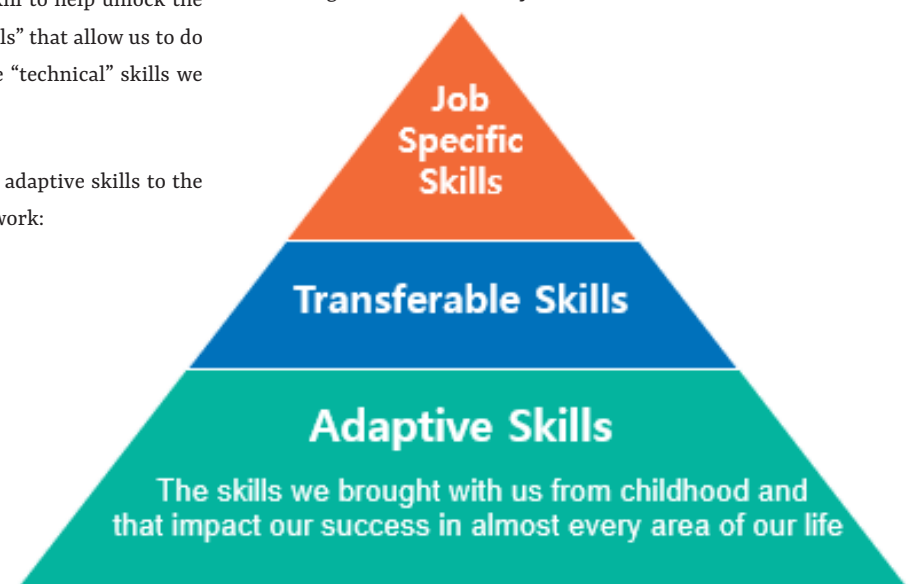 to help unlock the
ls” that allow us to do
“technical” skills we
adaptive skills to the
work:
Job
Specific
Skills
Transferable Skills
Adaptive Skills
The skills we brought with us from childhood and
that impact our success in almost every area of our life